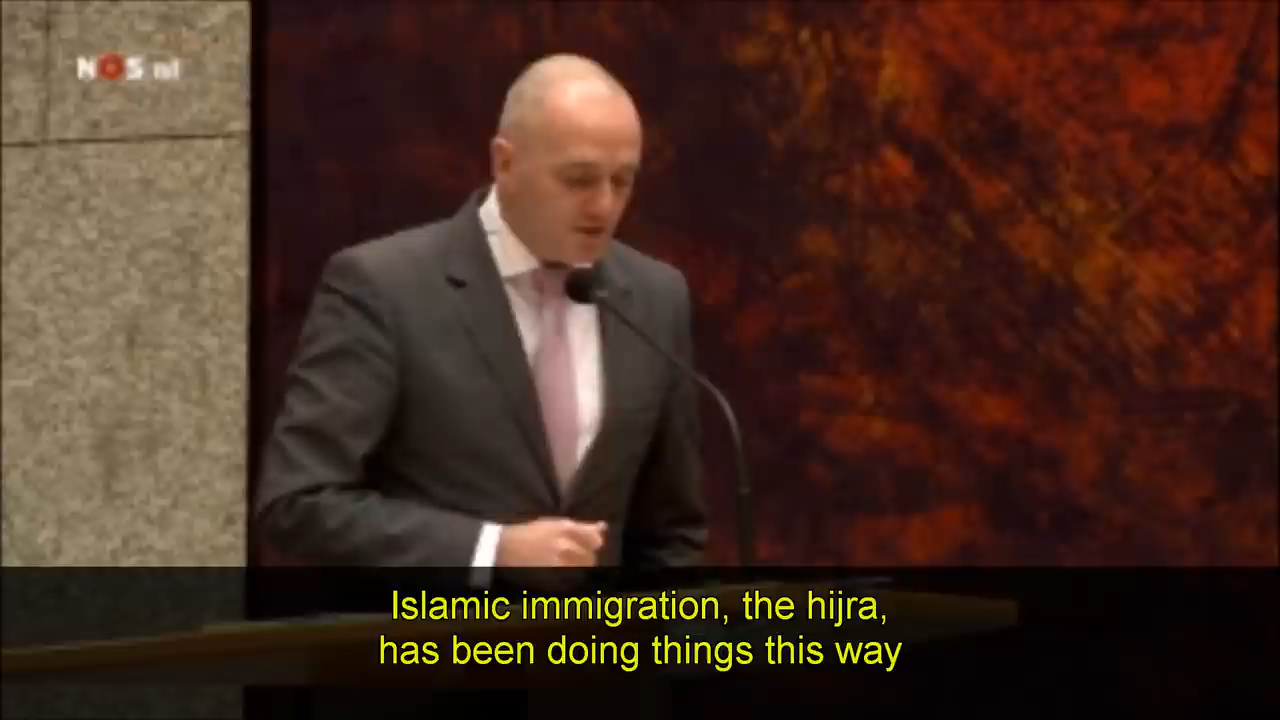 NOS nl
Islamic immigration, the hijra,
has been doing things this way